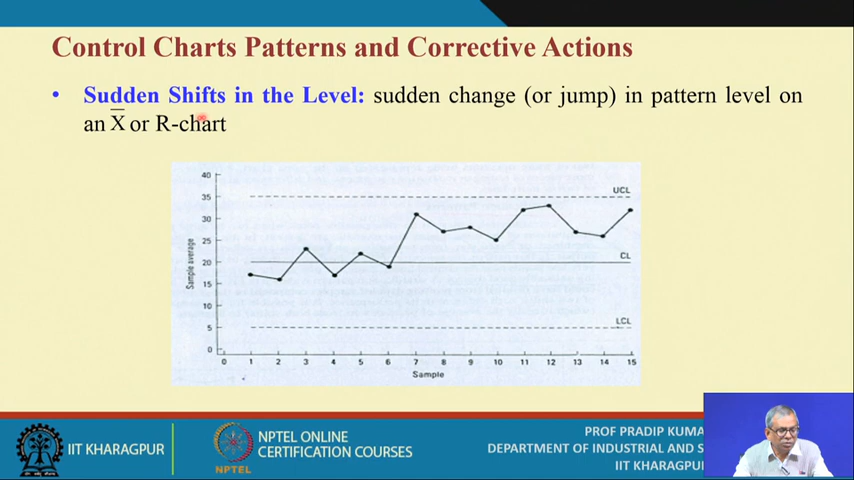 Control Charts Patterns and Corrective Actions
• Sudden Shifts in the Level: sudden change (or jump) in pattern level on
an X̄ or R-chart
40
35
30
25
20
15
10
5
0
Sample average
UCL
CL
LCL
0 1 2 3 4 5 6 7 8 9 10 11 12 13 14 15
Sample
IIT KHARAGPUR
NPTEL
NPTEL ONLINE
CERTIFICATION COURSES
PROF PRADIP KUMA
DEPARTMENT OF INDUSTRIAL AND S
IIT KHARAGPUR